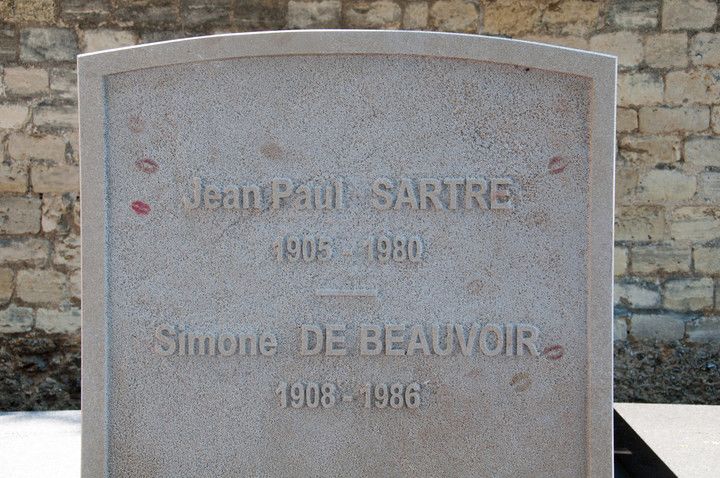 Jean Paul SARTRE
1905 - 1980
Simone DE BEAUVOIR
1908 - 1986